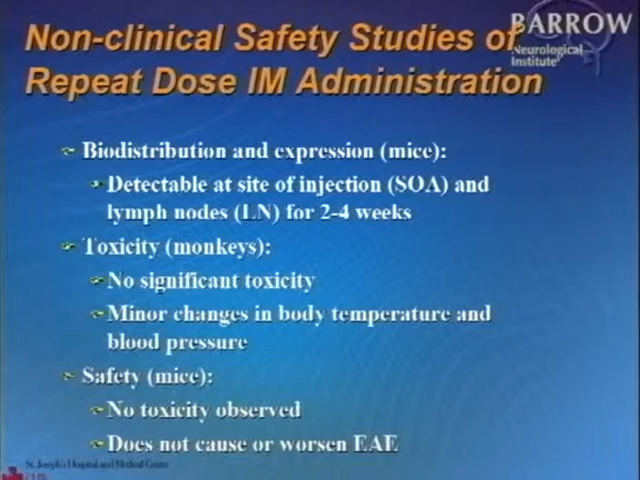 Non-clinical Safety Studies of
Repeat Dose IM Administration
BARROW
Neurological
Institute
Biodistribution and expression (mice):
Detectable at site of injection (SOA) and
lymph nodes (LN) for 2-4 weeks
Toxicity (monkeys):
No significant toxicity
Minor changes in body temperature and
blood pressure
Safety (mice):
No toxicity observed
Does not cause or worsen EAE
St. Joseph's Hospital and Medical Center